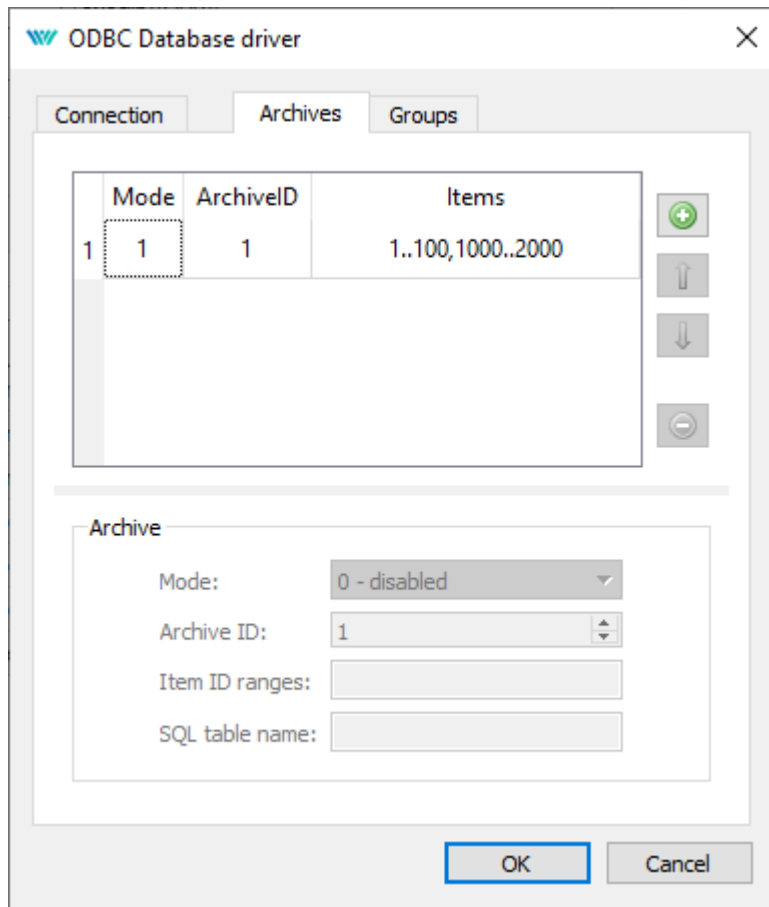 ODBC Database driver
Connection Archives Groups
Mode ArchiveID Items
1 1 1 1..100,1000..2000
Archive
Mode: 0 - disabled
Archive ID: 1
Item ID ranges:
SQL table name:
OK Cancel